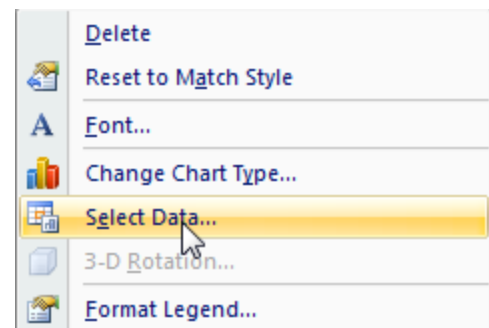 Delete
Reset to Match Style
Font...
Change Chart Type...
Select Data...
3-D Rotation...
Format Legend...